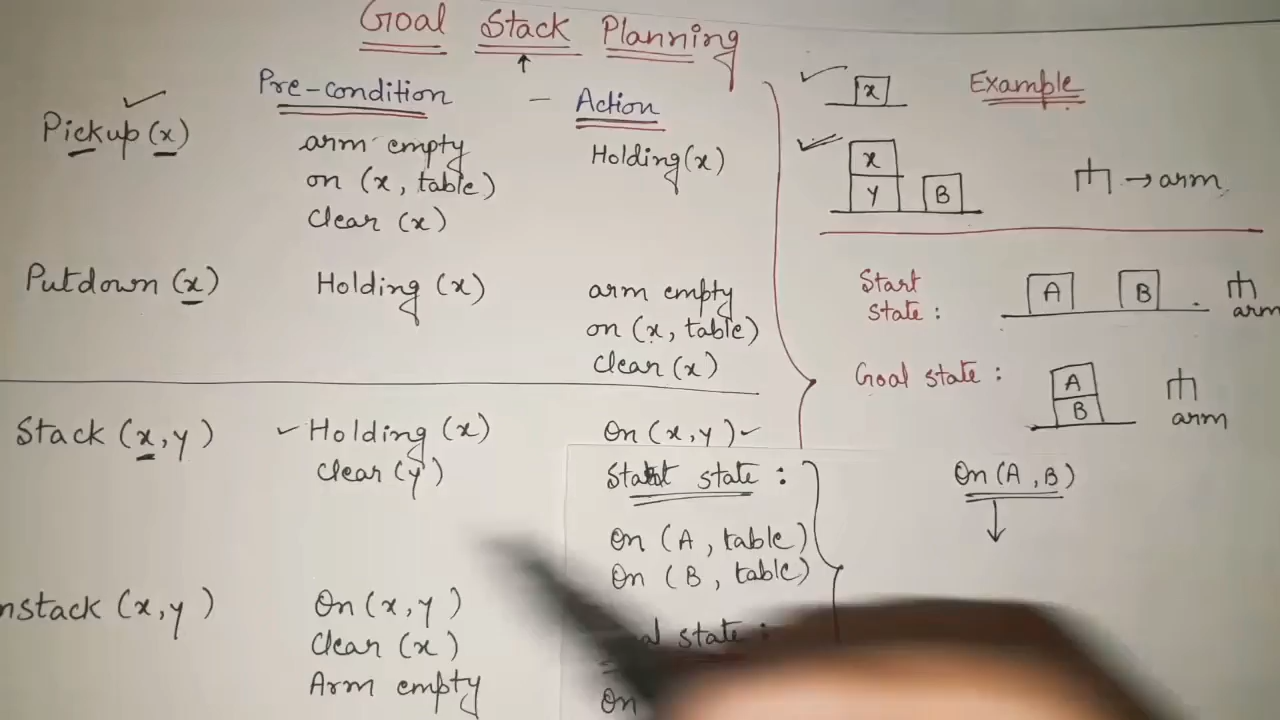 Goal Stack Planning
Pre-condition - Action
Pickup (x)
arm empty
on (x, table)
clear (x)
Holding (x)
Putdown (x)
Holding (x)
arm empty
on (x, table)
clear (x)
Stack (x, y)
Holding (x)
clear (y)
On (x, y)
nstack (x, y)
On (x, y)
Clear (x)
Arm empty
Start state :
On (A, table)
On (B, table)
state :
On
x
Example
x
y
B
→ arm
Start state :
A
B
arm
Goal state :
A
B
arm
On (A, B)